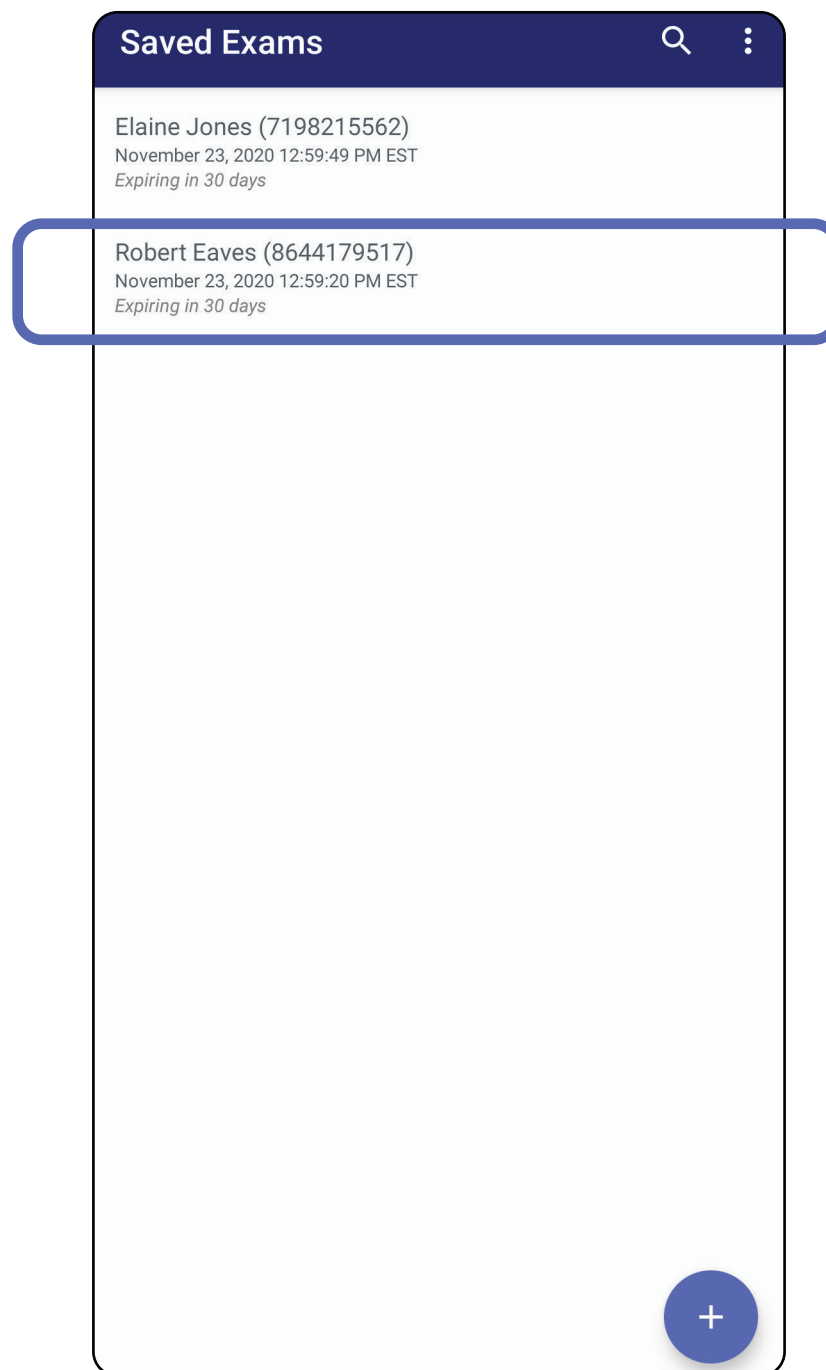 Saved Exams
Elaine Jones (7198215562)
November 23, 2020 12:59:49 PM EST
Expiring in 30 days
Robert Eaves (8644179517)
November 23, 2020 12:59:20 PM EST
Expiring in 30 days